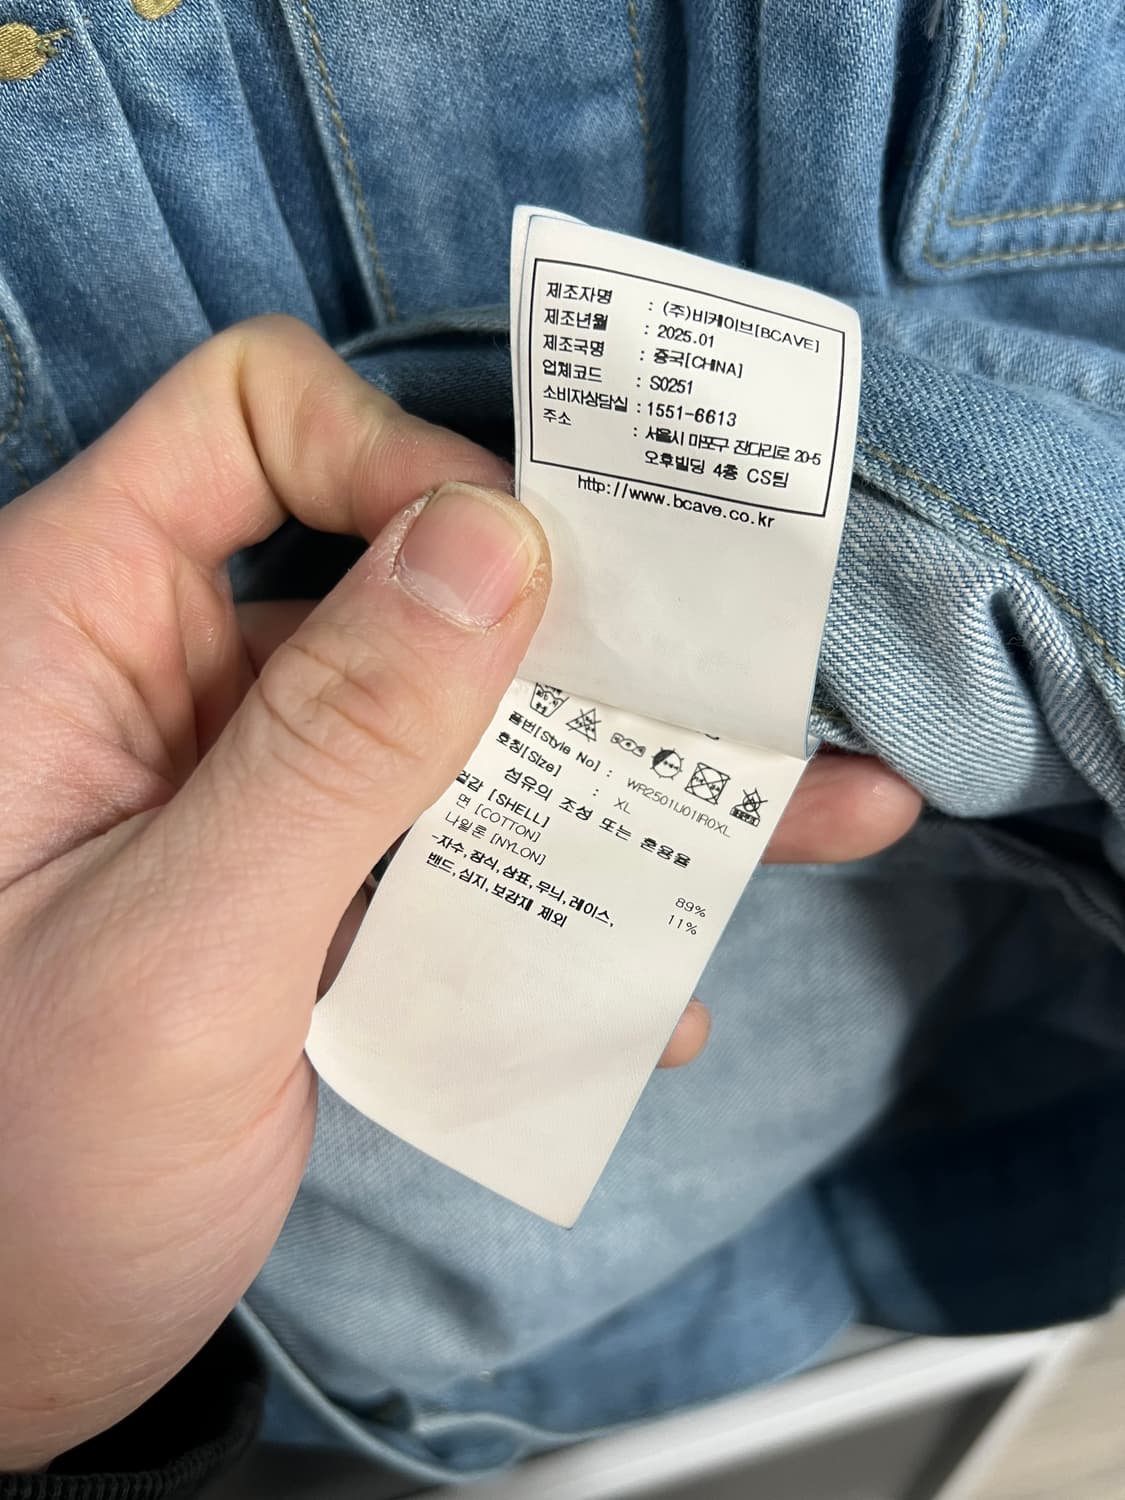 제조자명 : (주)비케이브[BCAVE]
제조년월 : 2025.01
제조국명 : 중국[CHINA]
업체코드 : S0251
소비자상담실 : 1551-6613
주소 : 서울시 마포구 잔다리로 20-5
오후빌딩 4층 CS팀
http://www.bcave.co.kr
품번[Style No] :
호칭[Size] : XL
섬유의 조성 또는 혼용율
겉감 [SHELL]
면 [COTTON] 89%
나일론 [NYLON] 11%
-자수,장식,상표,무늬,레이스,
밴드,심지,보강재 제외